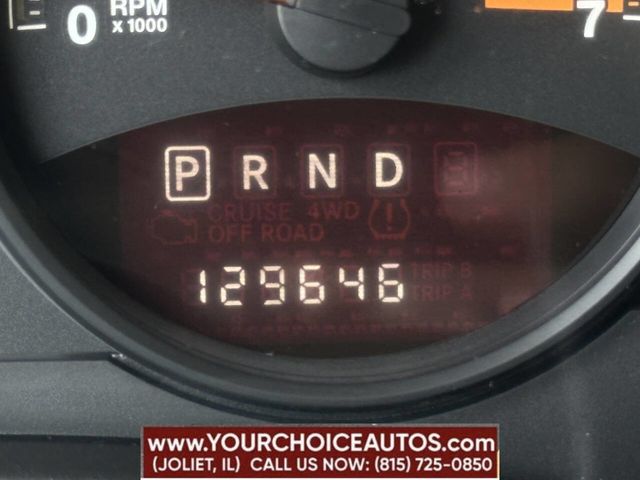 RPM
0 x 1000 7
P R N D
CRUISE 4WD
OFF ROAD
TRIP B
129646 TRIP A
WWW.YOURCHOICEAUTOS.COM
(JOLIET, IL) CALL US NOW: (815) 725-0850